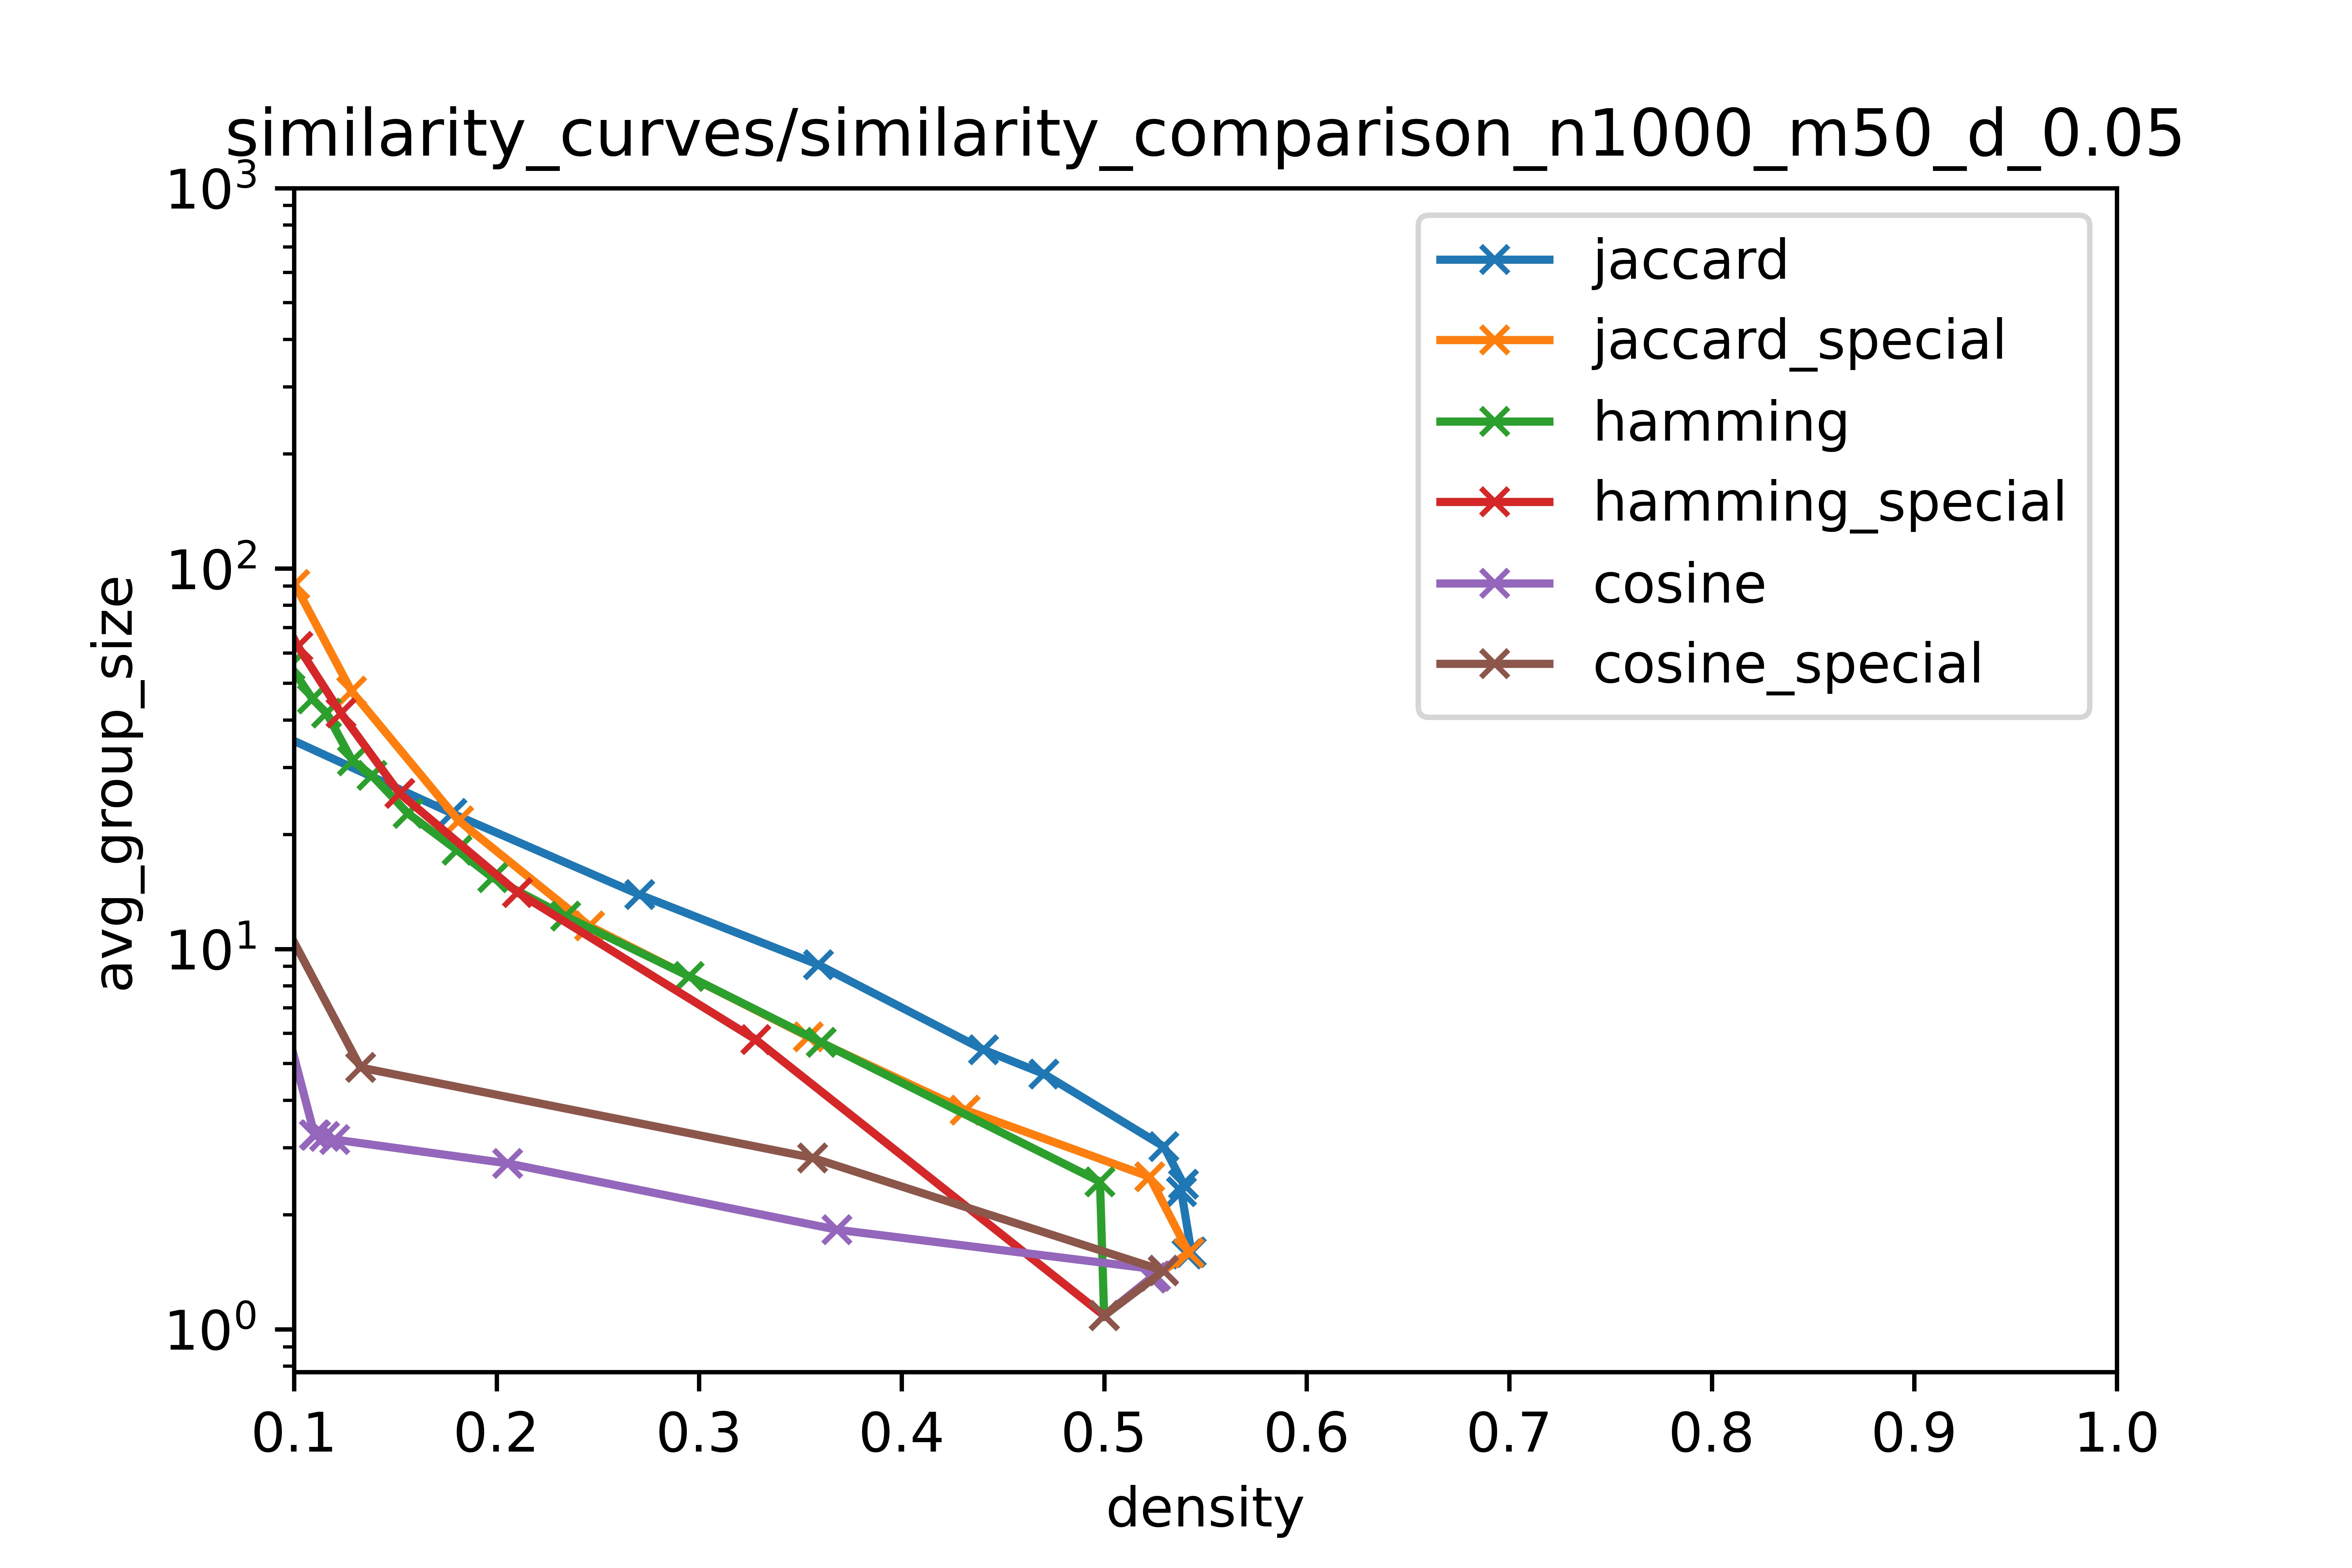 similarity_curves/similarity_comparison_n1000_m50_d_0.05
10³
10²
10¹
10⁰
avg_group_size
jaccard
jaccard_special
hamming
hamming_special
cosine
cosine_special
0.1 0.2 0.3 0.4 0.5 0.6 0.7 0.8 0.9 1.0
density